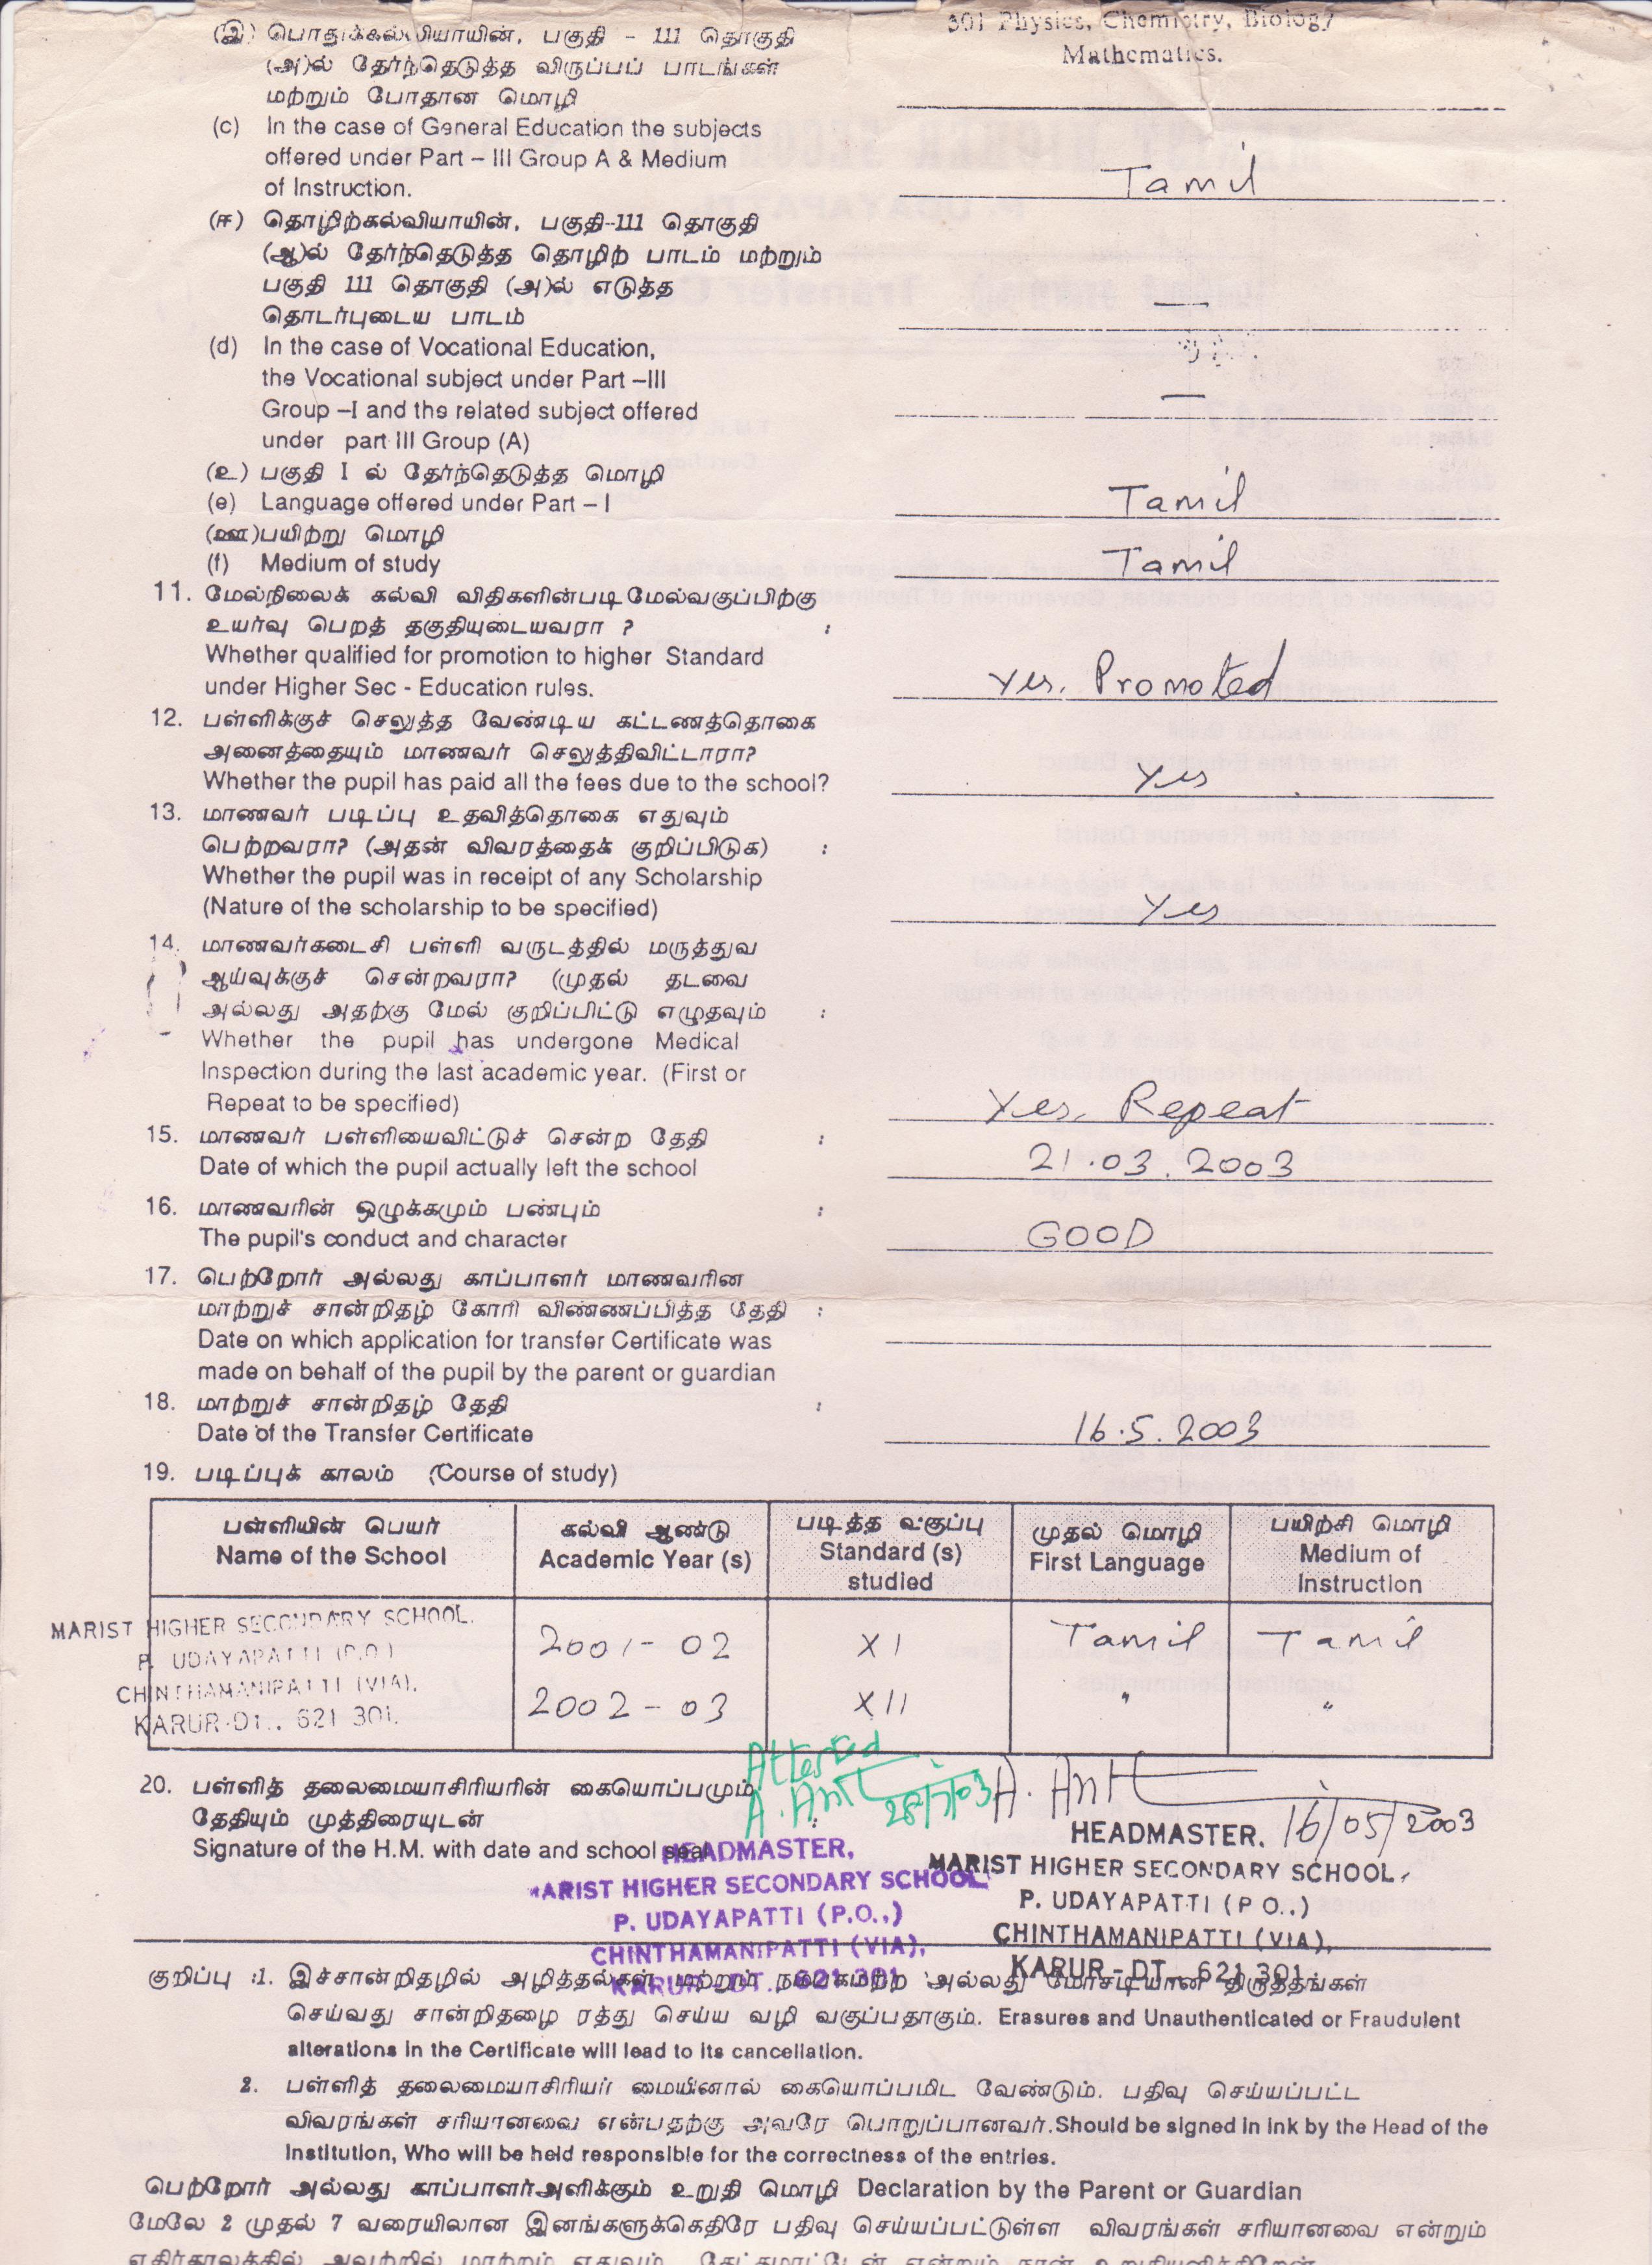 (இ) பொதுக்கல்வியாயின், பகுதி - 111 தொகுதி
301 Physics, Chemistry, Biology
Mathematics.
(அ)ல் தேர்ந்தெடுத்த விருப்பப் பாடங்கள்
மற்றும் போதான மொழி
(c) In the case of General Education the subjects
offered under Part – III Group A & Medium
of Instruction. Tamil
(ஈ) தொழிற்கல்வியாயின், பகுதி-111 தொகுதி
(ஆ)ல் தேர்ந்தெடுத்த தொழிற் பாடம் மற்றும்
பகுதி 111 தொகுதி (அ)ல் எடுத்த
தொடர்புடைய பாடம் —
(d) In the case of Vocational Education,
the Vocational subject under Part –III
Group –I and the related subject offered —
under part III Group (A)
(உ) பகுதி I ல் தேர்ந்தெடுத்த மொழி
(e) Language offered under Part – I Tamil
(ஊ)பயிற்று மொழி
(f) Medium of study Tamil
11. மேல்நிலைக் கல்வி விதிகளின்படி மேல்வகுப்பிற்கு
உயர்வு பெறத் தகுதியுடையவரா ? :
Whether qualified for promotion to higher Standard
under Higher Sec - Education rules. Yes. Promoted
12. பள்ளிக்குச் செலுத்த வேண்டிய கட்டணத்தொகை
அனைத்தையும் மாணவர் செலுத்திவிட்டாரா?
Whether the pupil has paid all the fees due to the school? Yes
13. மாணவர் படிப்பு உதவித்தொகை எதுவும்
பெற்றவரா? (அதன் விவரத்தைக் குறிப்பிடுக) :
Whether the pupil was in receipt of any Scholarship
(Nature of the scholarship to be specified) Yes
14. மாணவர்கடைசி பள்ளி வருடத்தில் மருத்துவ
ஆய்வுக்குச் சென்றவரா? (முதல் தடவை
அல்லது அதற்கு மேல் குறிப்பிட்டு எழுதவும் :
Whether the pupil has undergone Medical
Inspection during the last academic year. (First or
Repeat to be specified) Yes. Repeat
15. மாணவர் பள்ளியைவிட்டுச் சென்ற தேதி :
Date of which the pupil actually left the school 21.03.2003
16. மாணவரின் ஒழுக்கமும் பண்பும் :
The pupil's conduct and character GOOD
17. பெற்றோர் அல்லது காப்பாளர் மாணவரின
மாற்றுச் சான்றிதழ் கோரி விண்ணப்பித்த தேதி :
Date on which application for transfer Certificate was
made on behalf of the pupil by the parent or guardian
18. மாற்றுச் சான்றிதழ் தேதி :
Date of the Transfer Certificate 16.5.2003
19. படிப்புக் காலம் (Course of study)
பள்ளியின் பெயர் கல்வி ஆண்டு படித்த வகுப்பு முதல் மொழி பயிற்சி மொழி
Name of the School Academic Year (s) Standard (s) First Language Medium of
studied Instruction
MARIST HIGHER SECONDARY SCHOOL. 2001 - 02 XI Tamil Tamil
P. UDAYAPATTI (P.O.)
CHINTHAMANIPATTI (VIA). 2002 - 03 XII " "
KARUR-DT., 621 301.
Attested
20. பள்ளித் தலைமையாசிரியரின் கையொப்பமும்
A. Ant 28/7/03 A. Ant
தேதியும் முத்திரையுடன் :
HEADMASTER, 16/05/2003
Signature of the H.M. with date and school seal
HEADMASTER,
MARIST HIGHER SECONDARY SCHOOL,
MARIST HIGHER SECONDARY SCHOOL
P. UDAYAPATTI (P O.,)
P. UDAYAPATTI (P.O.,)
CHINTHAMANIPATTI (VIA),
CHINTHAMANIPATTI (VIA),
KARUR - DT., 621 301
KARUR-DT. 621 301
குறிப்பு :1. இச்சான்றிதழில் அழித்தல்கள் மற்றும் நம்பகமற்ற அல்லது மோசடியான திருத்தங்கள்
செய்வது சான்றிதழை ரத்து செய்ய வழி வகுப்பதாகும். Erasures and Unauthenticated or Fraudulent
alterations in the Certificate will lead to its cancellation.
2. பள்ளித் தலைமையாசிரியர் மையினால் கையொப்பமிட வேண்டும். பதிவு செய்யப்பட்ட
விவரங்கள் சரியானவை என்பதற்கு அவரே பொறுப்பானவர்.Should be signed in ink by the Head of the
Institution, Who will be held responsible for the correctness of the entries.
பெற்றோர் அல்லது காப்பாளர்அளிக்கும் உறுதி மொழி Declaration by the Parent or Guardian
மேலே 2 முதல் 7 வரையிலான இனங்களுக்கெதிரே பதிவு செய்யப்பட்டுள்ள விவரங்கள் சரியானவை என்றும்
எதிர்காலத்தில் அவற்றில் மாற்றம் எதுவும் கேட்கமாட்டேன் என்றும் நான் உறுதியளிக்கிறேன்